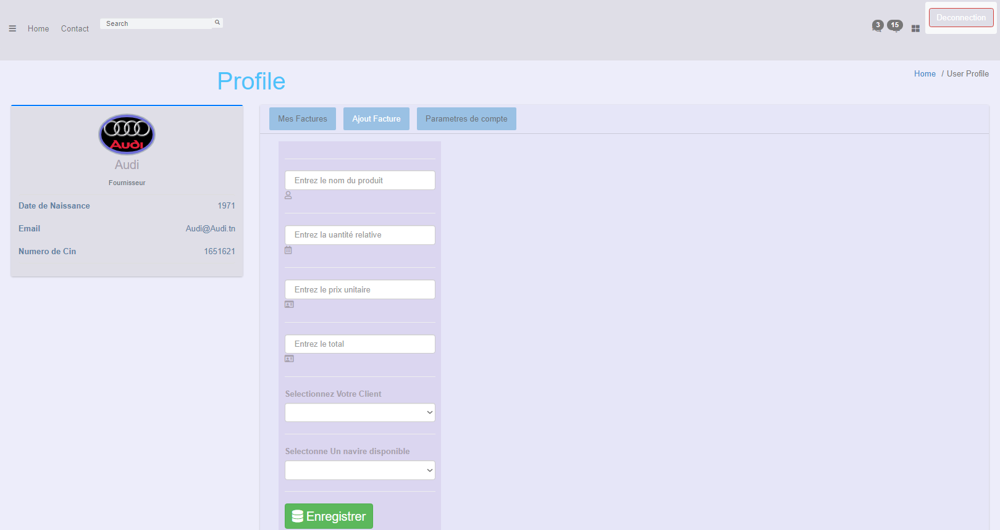 Home
Contact
Search
3
15
Deconnection
Profile
Home / User Profile
Audi
Audi
Fournisseur
Date de Naissance 1971
Email Audi@Audi.tn
Numero de Cin 1651621
Mes Factures
Ajout Facture
Parametres de compte
Entrez le nom du produit
Entrez la uantité relative
Entrez le prix unitaire
Entrez le total
Selectionnez Votre Client
Selectonne Un navire disponible
Enregistrer